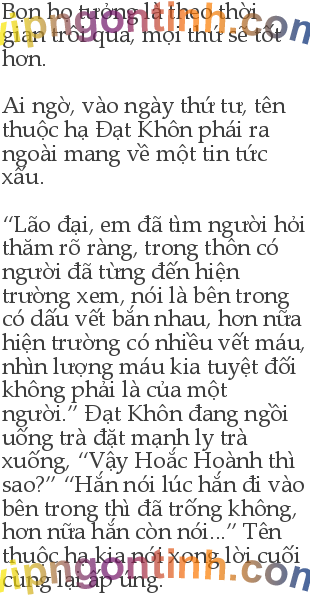 Bọn họ tưởng là theo thời
gian trôi qua, mọi thứ sẽ tốt
hơn.
Ai ngờ, vào ngày thứ tư, tên
thuộc hạ Đạt Khôn phái ra
ngoài mang về một tin tức
xấu.
“Lão đại, em đã tìm người hỏi
thăm rõ ràng, trong thôn có
người đã từng đến hiện
trường xem, nói là bên trong
có dấu vết bắn nhau, hơn nữa
hiện trường có nhiều vết máu,
nhìn lượng máu kia tuyệt đối
không phải là của một
người.” Đạt Khôn đang ngồi
uống trà đặt mạnh ly trà
xuống, “Vậy Hoắc Hoành thì
sao?” “Hắn nói lúc hắn đi vào
bên trong thì đã trống không,
hơn nữa hắn còn nói...” Tên
thuộc hạ kia nói xong lời cuối
cùng lại ấp úng.
vipngontinh.com
vipngontinh.com